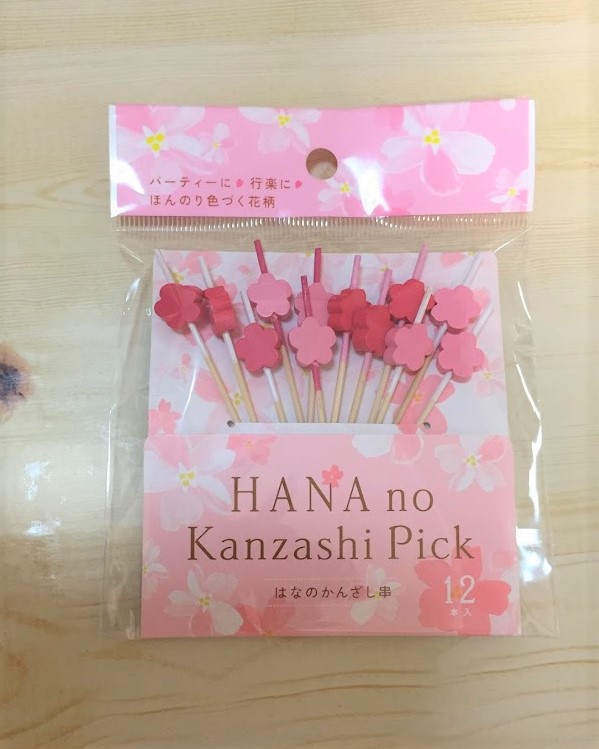 パーティーに 行楽に
ほんのり色づく花柄
HANA no
Kanzashi Pick
はなのかんざし串
12
本入